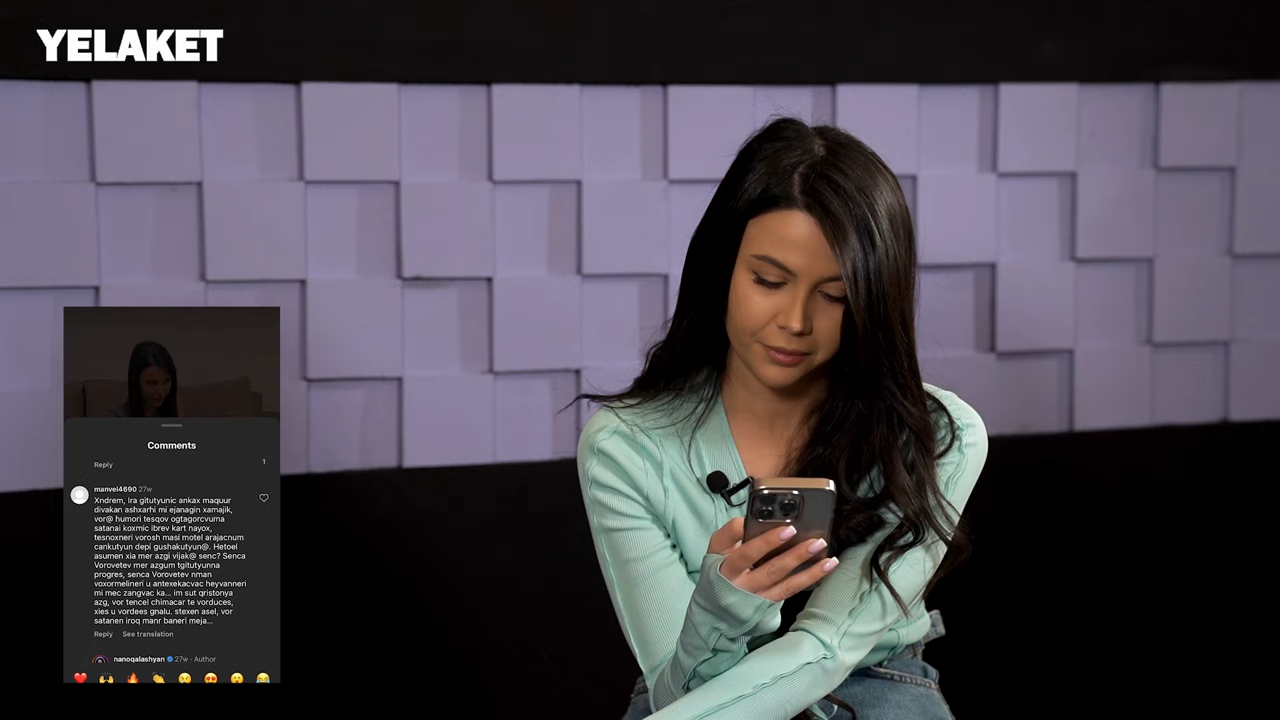 YELAKET
Comments
Reply
1
manvel4690 27w
Xndrem, Ira gitutyunic ankax maquur
divakan ashxarhi mi ejanagin xamajik,
vor@ humori tesqov ogtagorcvuma
satanai koxmic ibrev kart nayox,
tesnoxneri vorosh masi motel arajacnum
cankutyun depi gushakutyun@. Hetoel
asumen xia mer azgi vijak@ senc? Senca
Vorovetev mer azgum tgitutyunna
progres, senca Vorovetev nman
voxormelineri u antexekacvac heyvanneri
mi mec zangvac ka... im sut qristonya
azg, vor tencel chimacar te vorduces,
xies u vordees gnalu. stexen asel, vor
satanen iroq manr baneri meja...
Reply See translation
nanoqalashyan 27w · Author